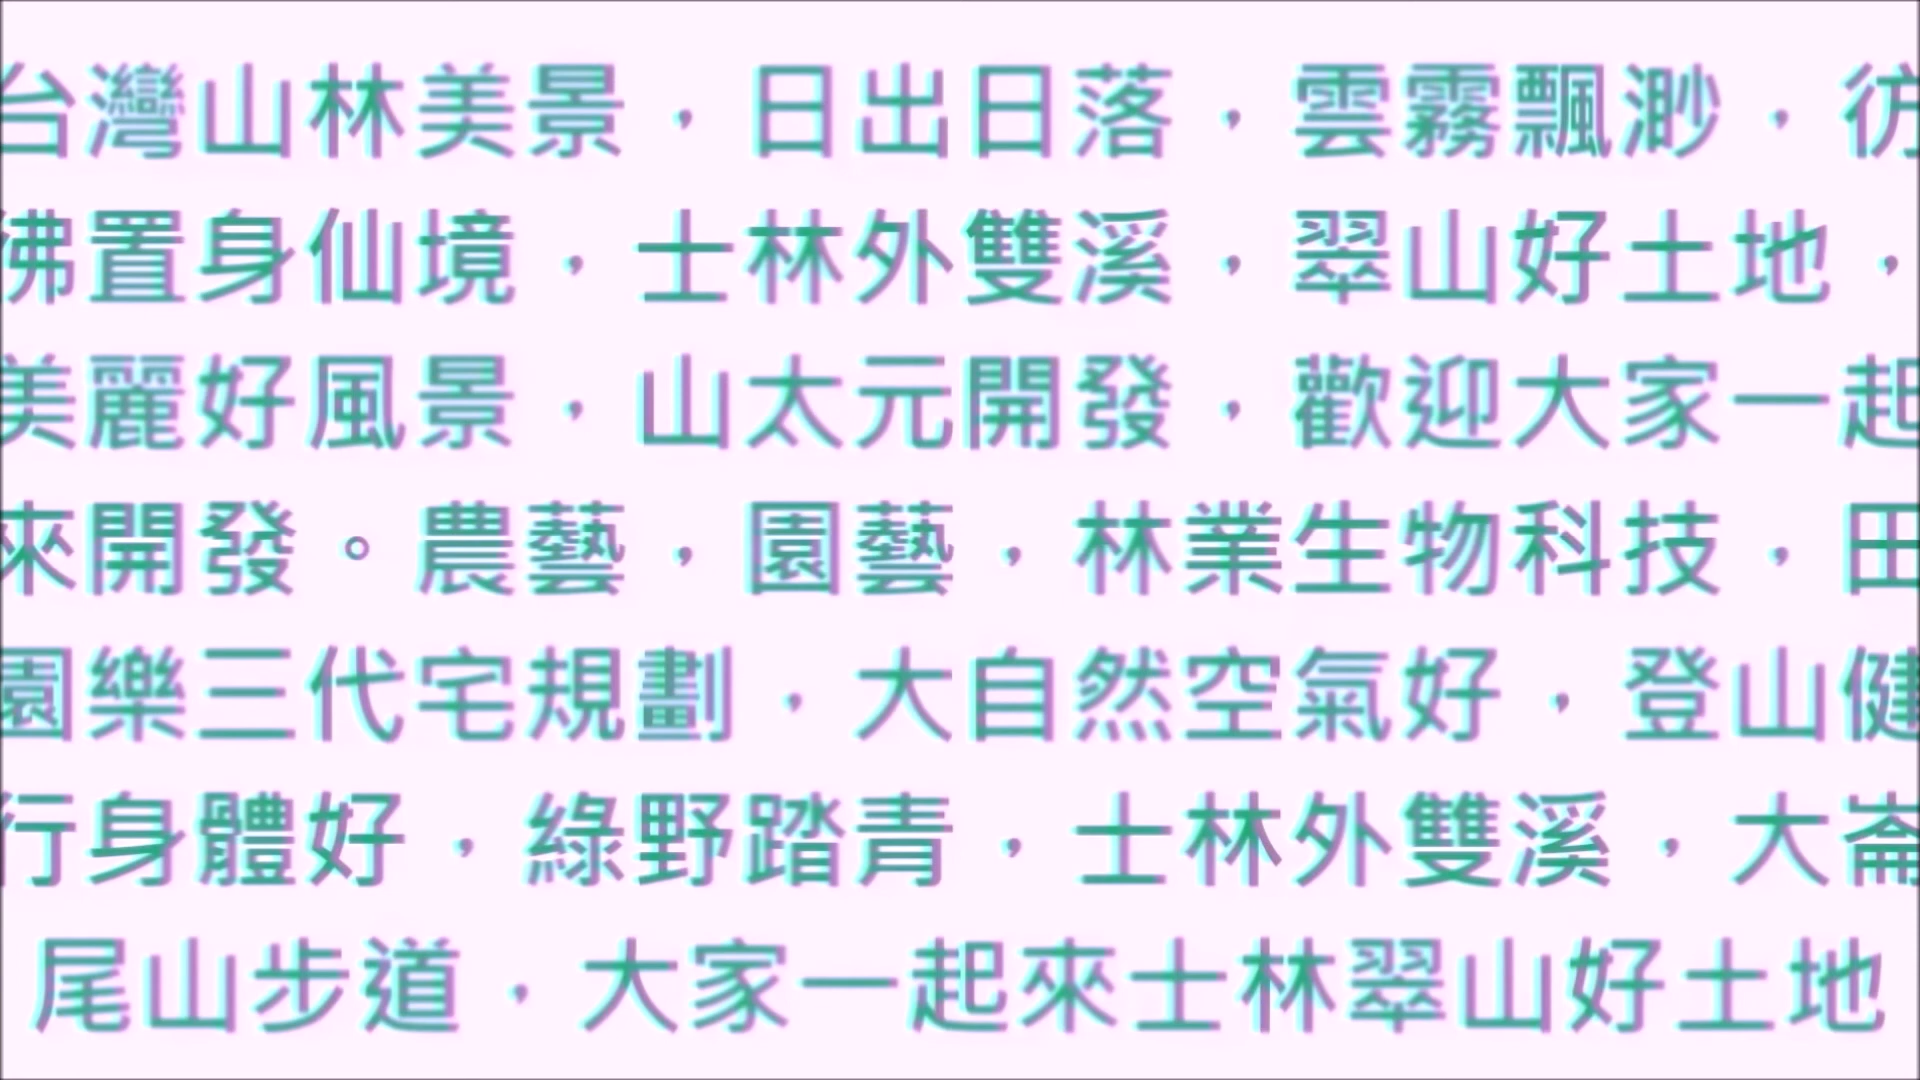 台灣山林美景，日出日落，雲霧飄渺，彷
彿置身仙境，士林外雙溪，翠山好土地，
美麗好風景，山太元開發，歡迎大家一起
來開發。農藝，園藝，林業生物科技，田
園樂三代宅規劃，大自然空氣好，登山健
行身體好，綠野踏青，士林外雙溪，大崙
尾山步道，大家一起來士林翠山好土地